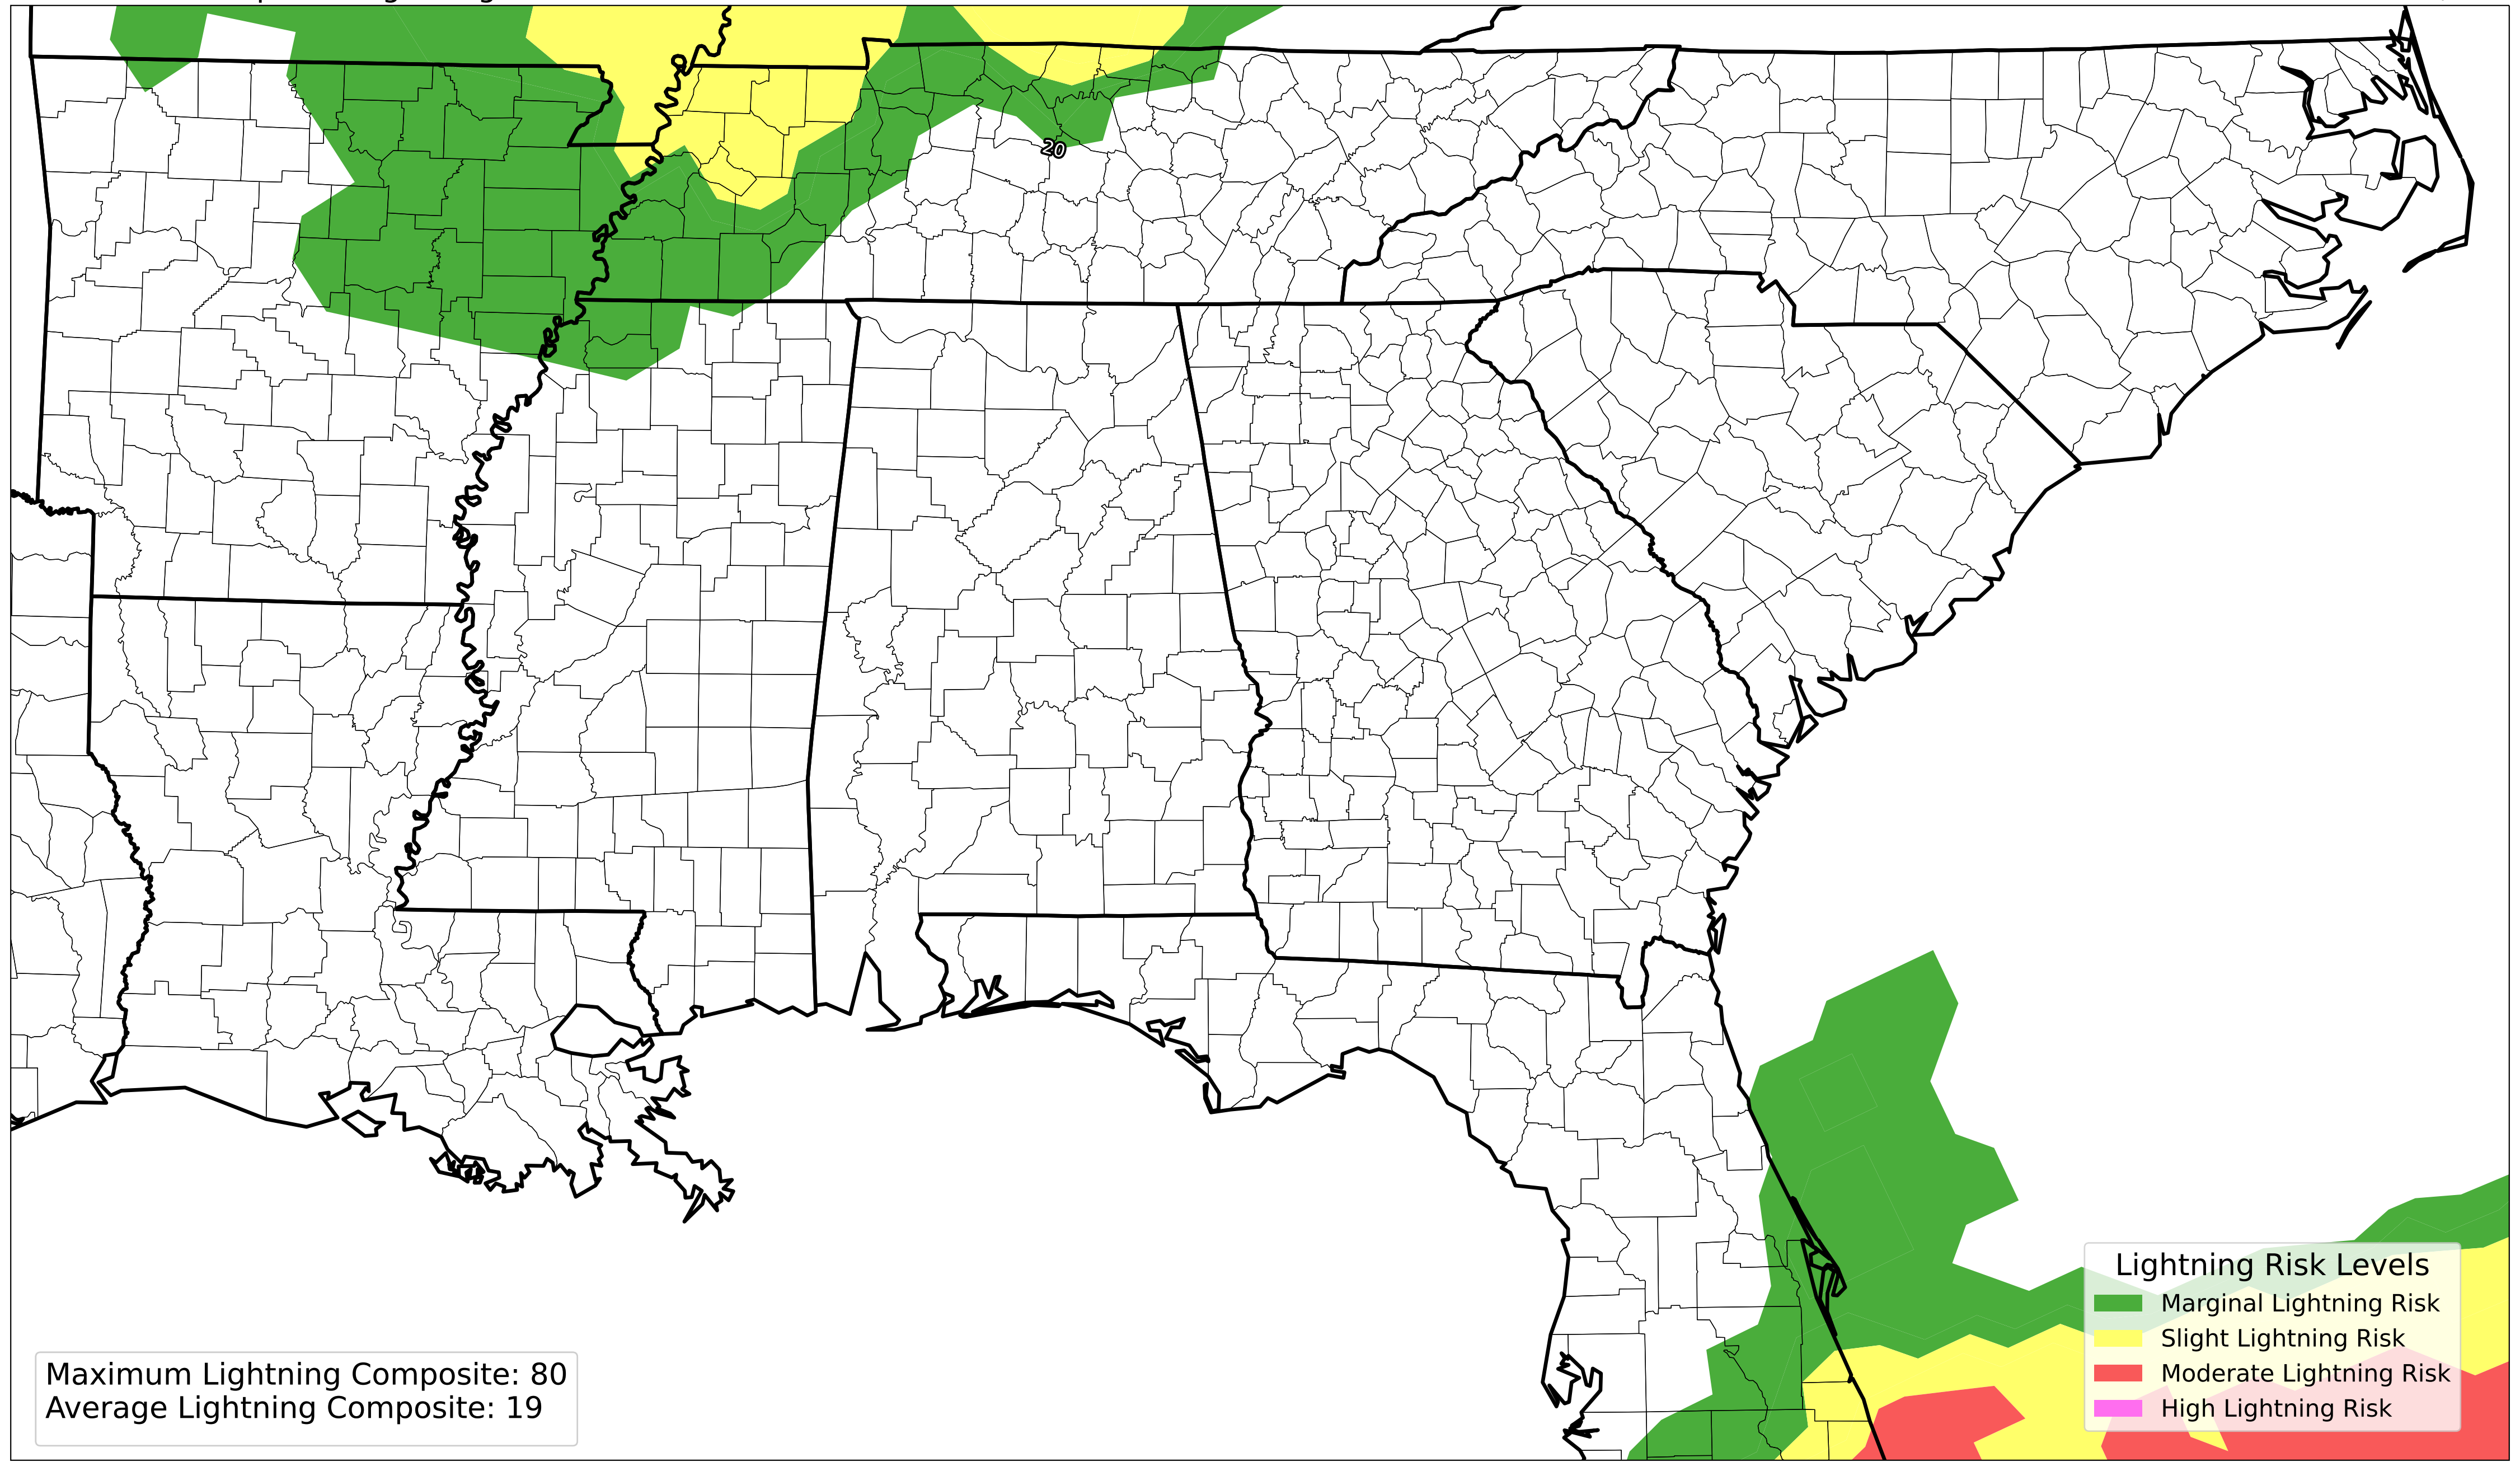 20
Lightning Risk Levels
Marginal Lightning Risk
Slight Lightning Risk
Moderate Lightning Risk
High Lightning Risk
Maximum Lightning Composite: 80
Average Lightning Composite: 19